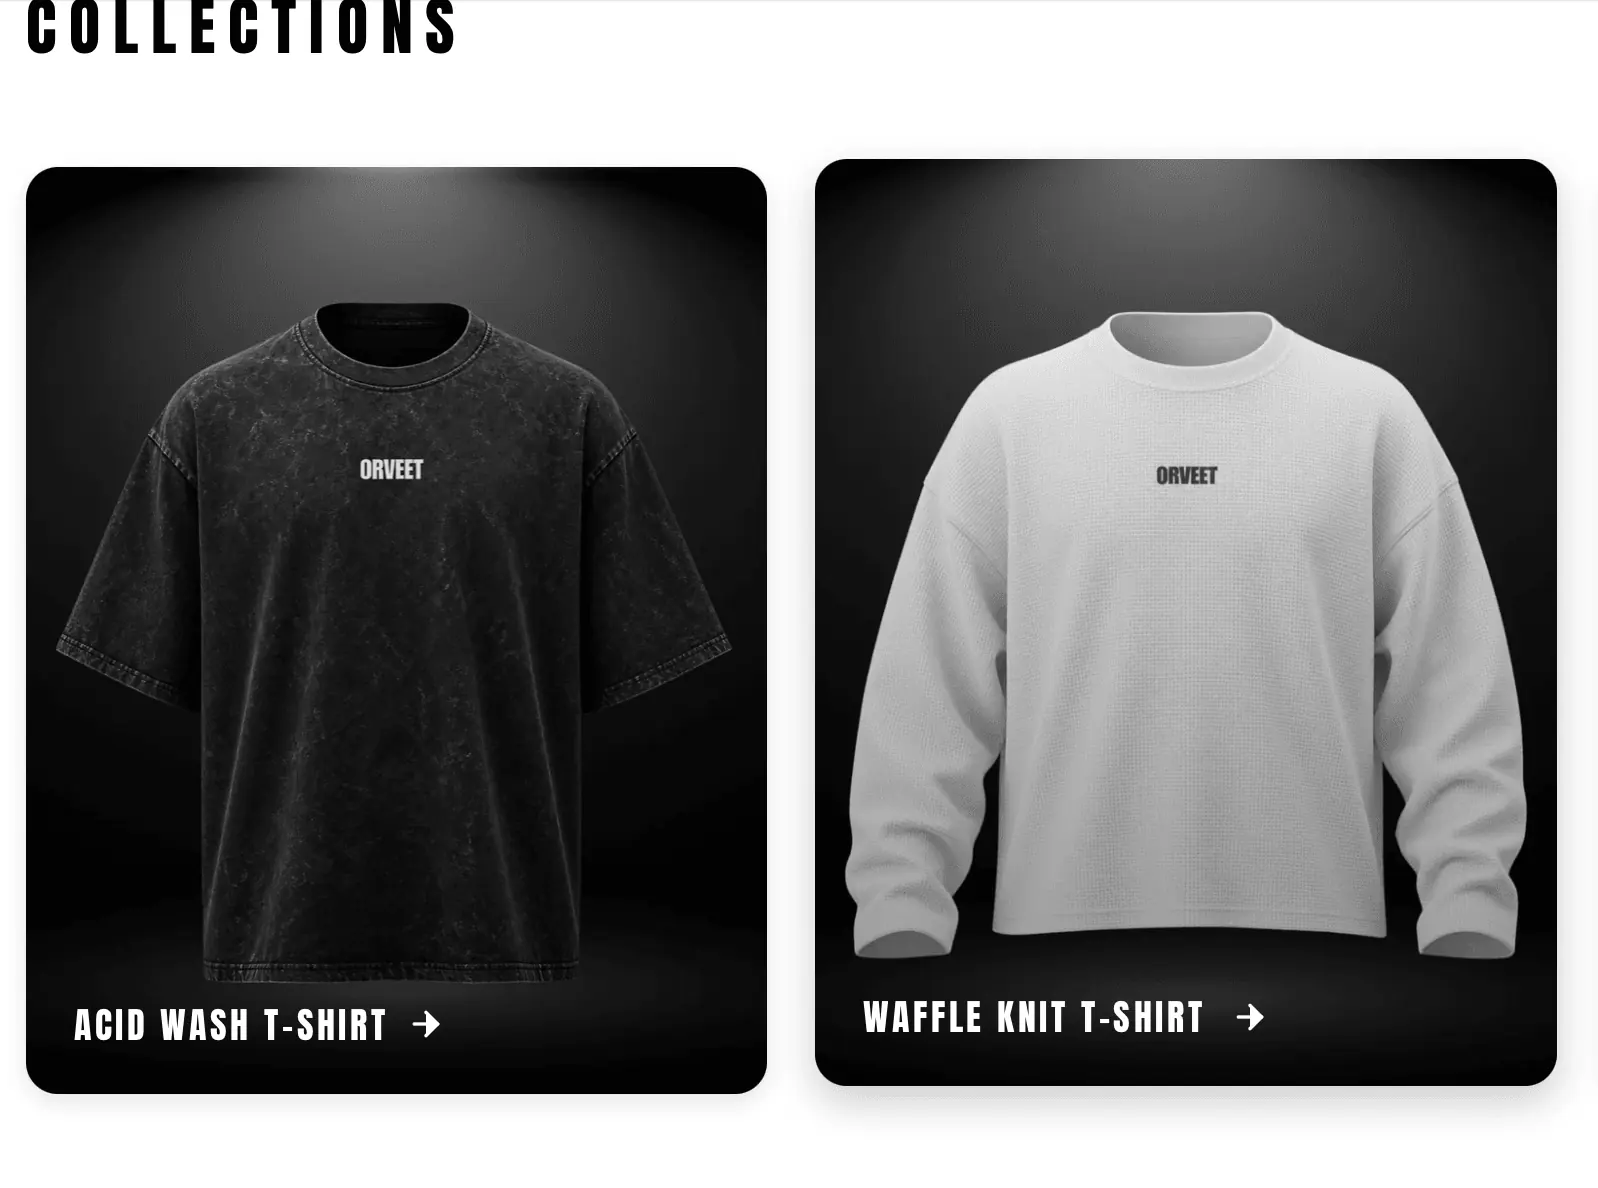 COLLECTIONS
ORVEET
ORVEET
ACID WASH T-SHIRT →
WAFFLE KNIT T-SHIRT →